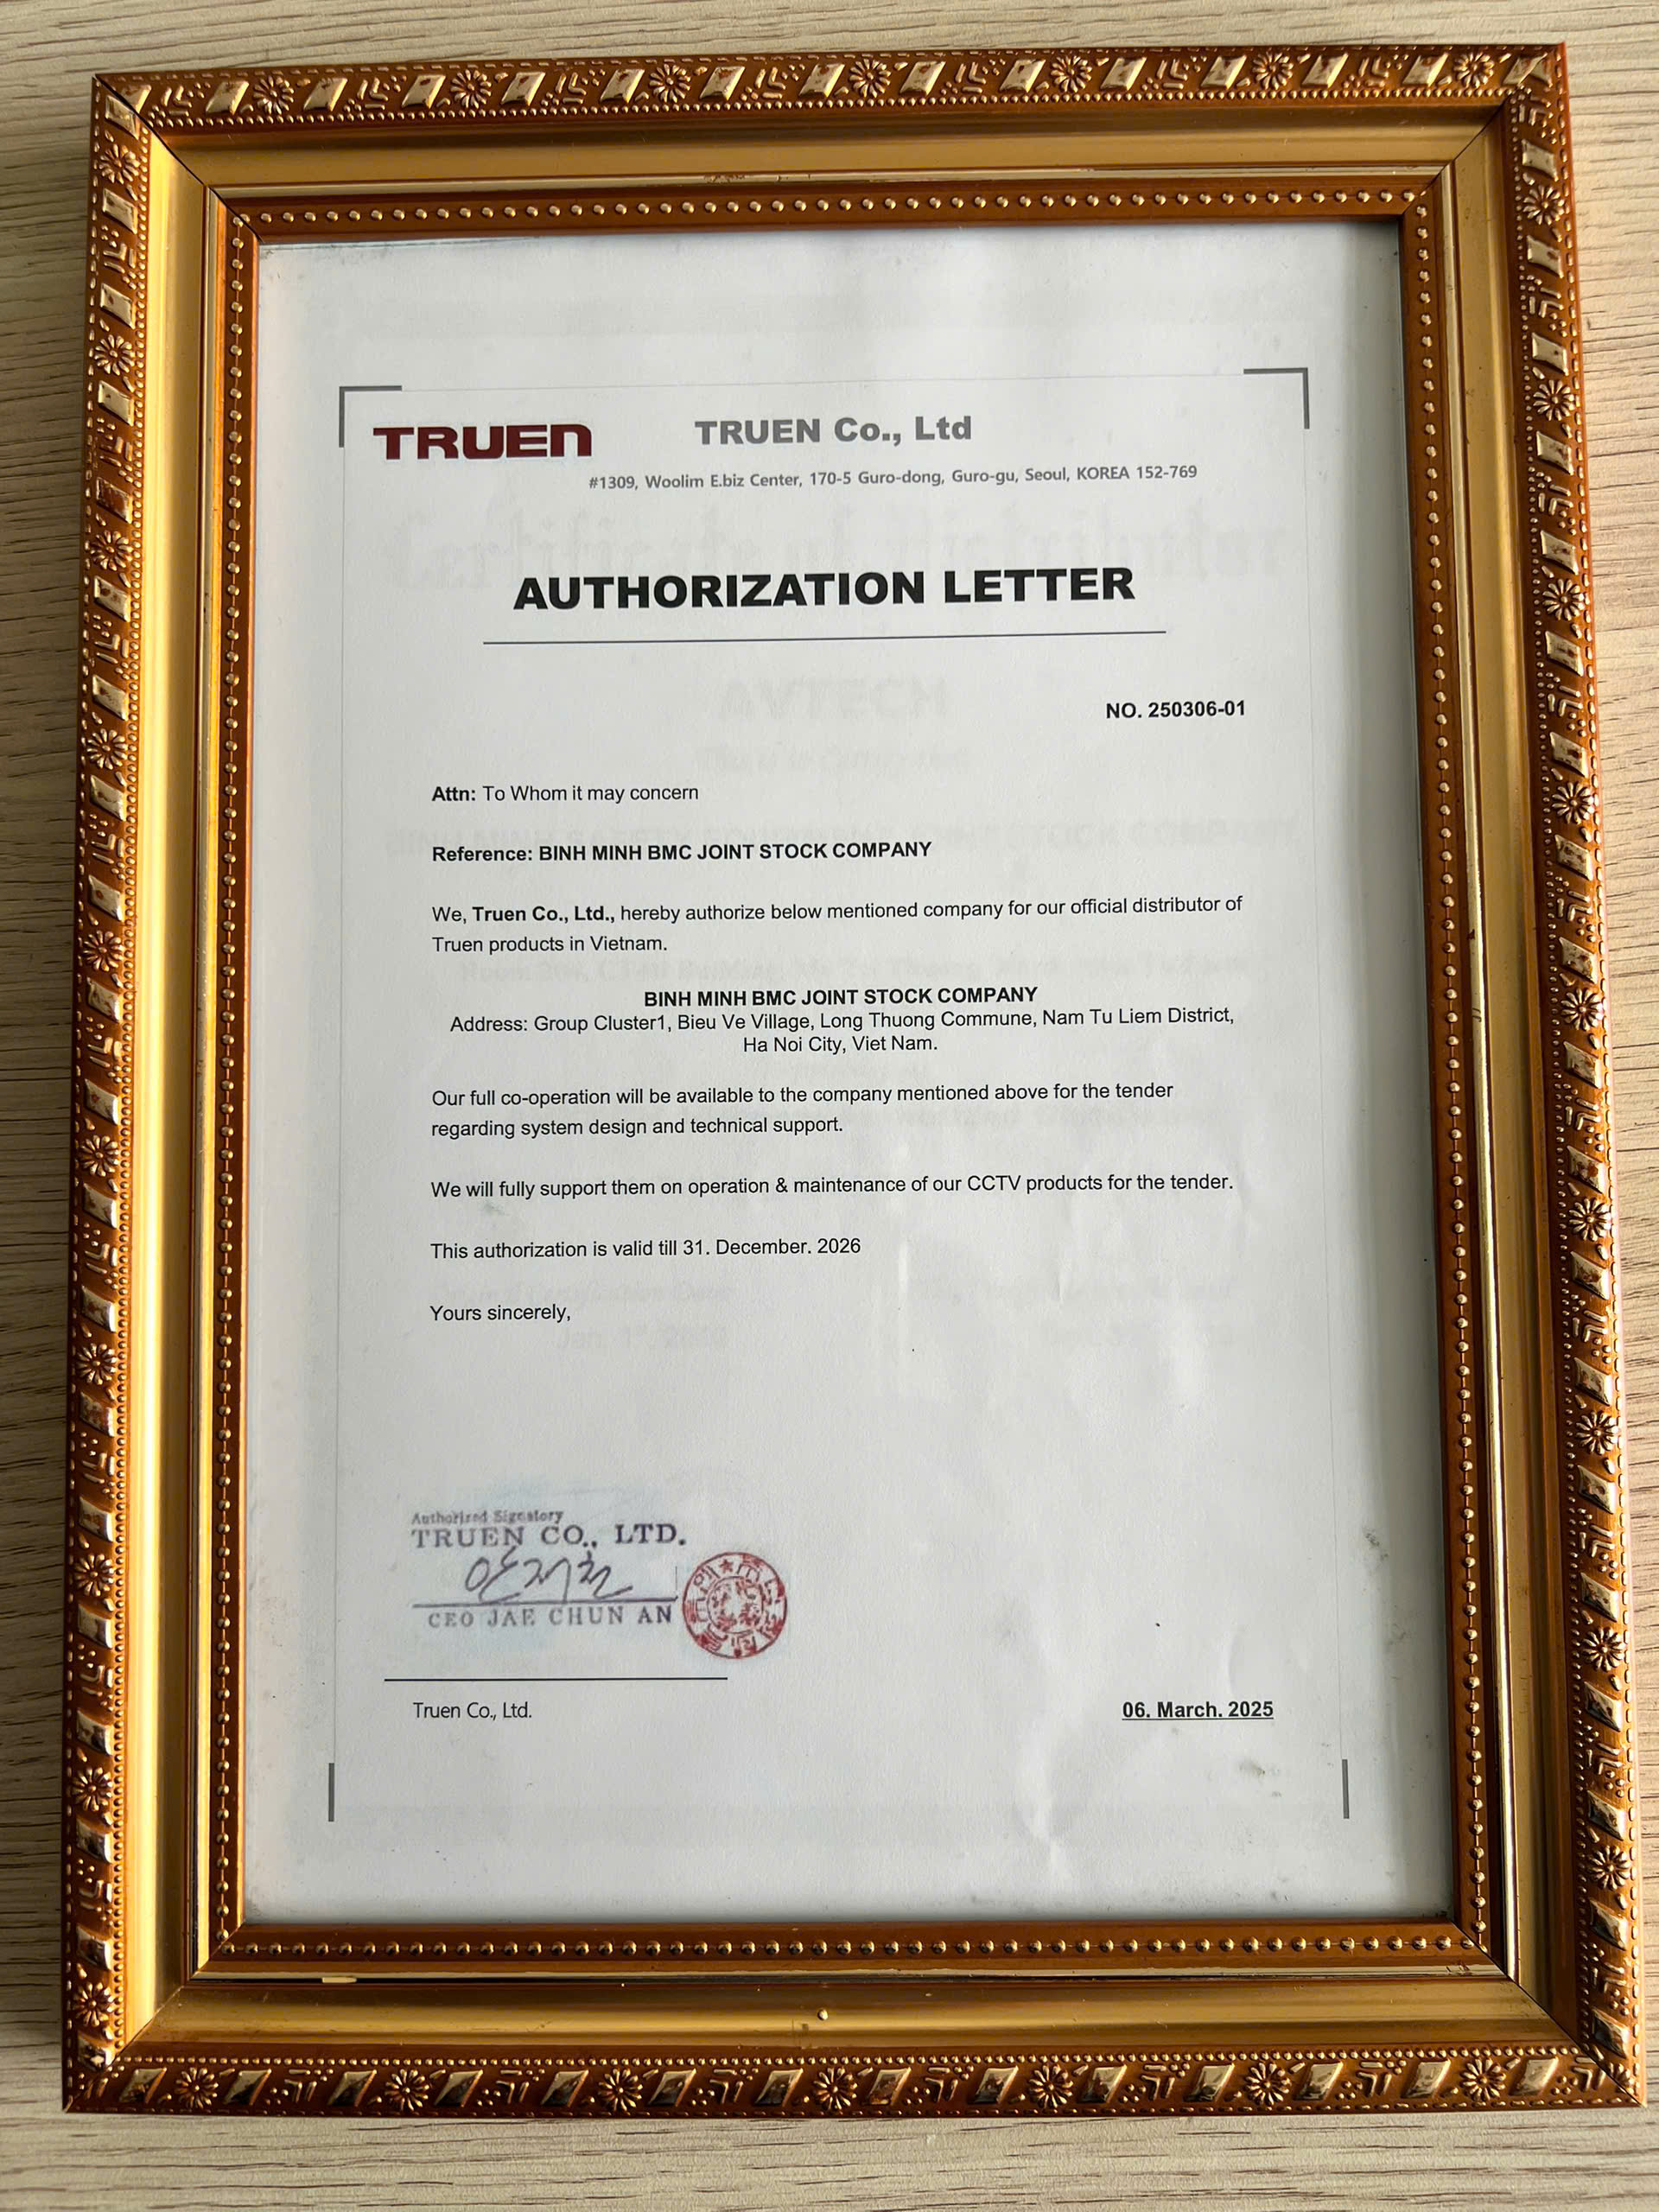 TRUEN
TRUEN Co., Ltd
#1309, Woolim E.biz Center, 170-5 Guro-dong, Guro-gu, Seoul, KOREA 152-769
AUTHORIZATION LETTER
NO. 250306-01
Attn: To Whom it may concern
Reference: BINH MINH BMC JOINT STOCK COMPANY
We, Truen Co., Ltd., hereby authorize below mentioned company for our official distributor of
Truen products in Vietnam.
BINH MINH BMC JOINT STOCK COMPANY
Address: Group Cluster1, Bieu Ve Village, Long Thuong Commune, Nam Tu Liem District,
Ha Noi City, Viet Nam.
Our full co-operation will be available to the company mentioned above for the tender
regarding system design and technical support.
We will fully support them on operation & maintenance of our CCTV products for the tender.
This authorization is valid till 31. December. 2026
Yours sincerely,
Authorized Signatory
TRUEN CO., LTD.
CEO JAE CHUN AN
Truen Co., Ltd.
06. March. 2025